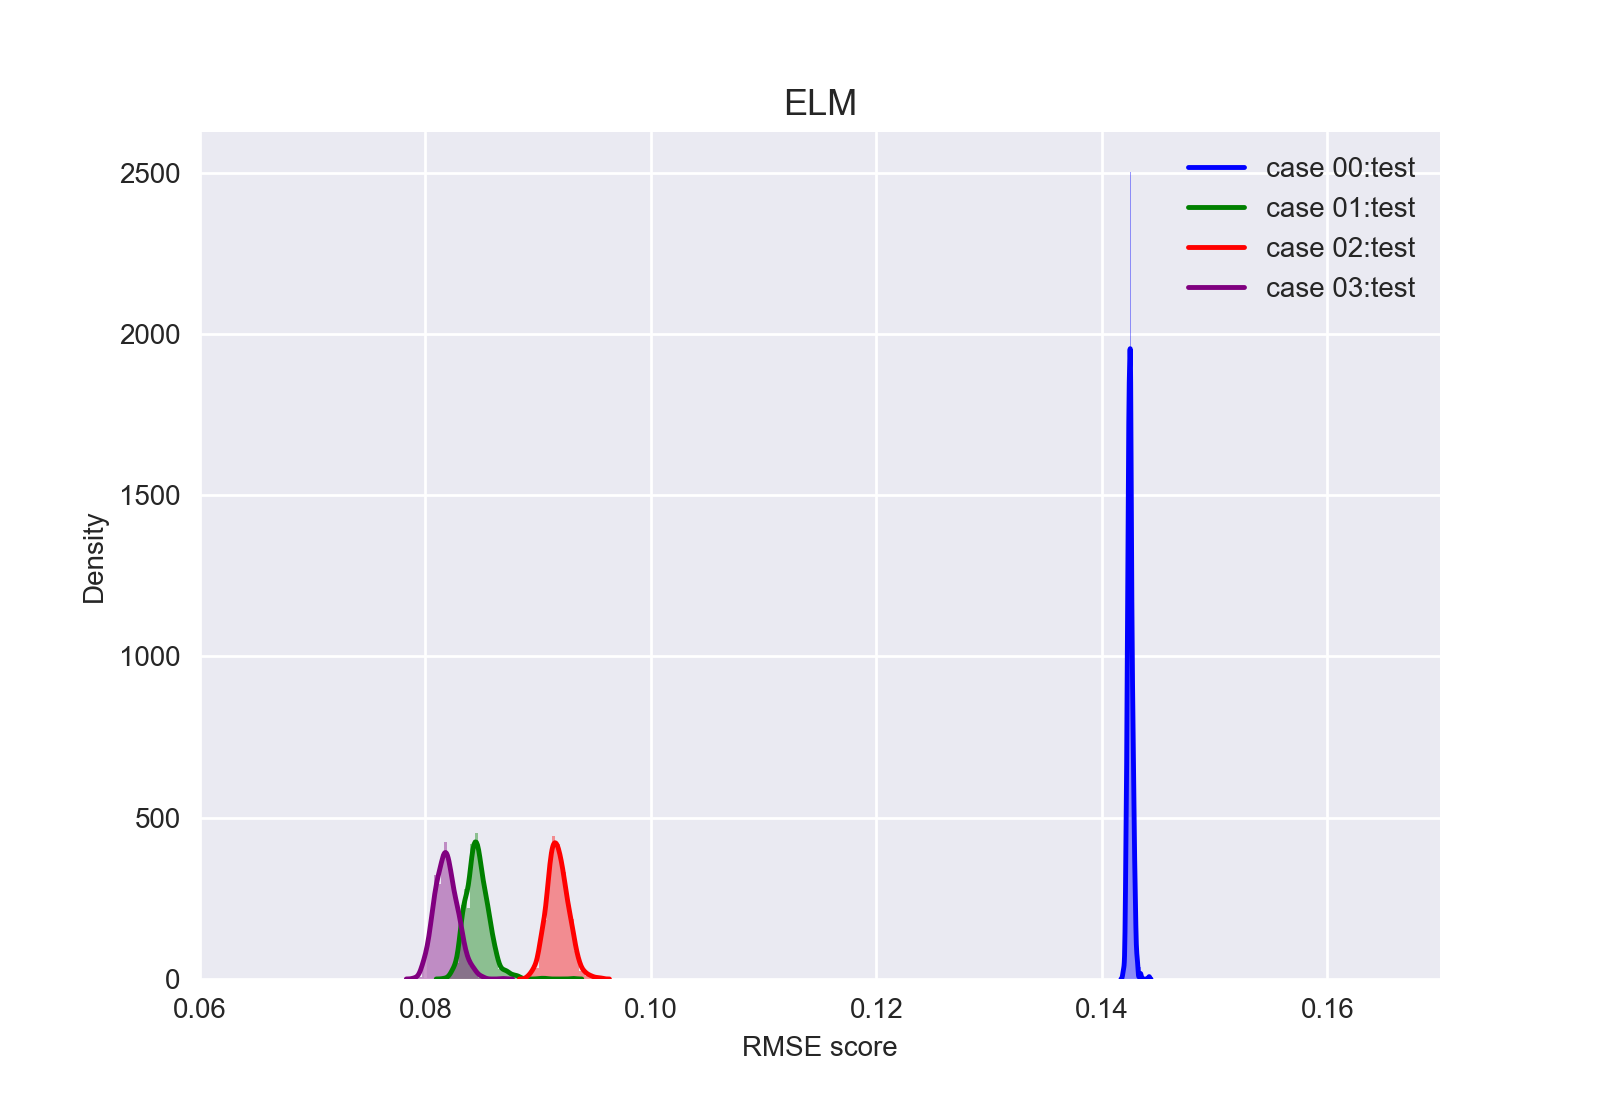 ELM
2500
2000
1500
1000
500
0
Density
case 00:test
case 01:test
case 02:test
case 03:test
0.06 0.08 0.10 0.12 0.14 0.16
RMSE score